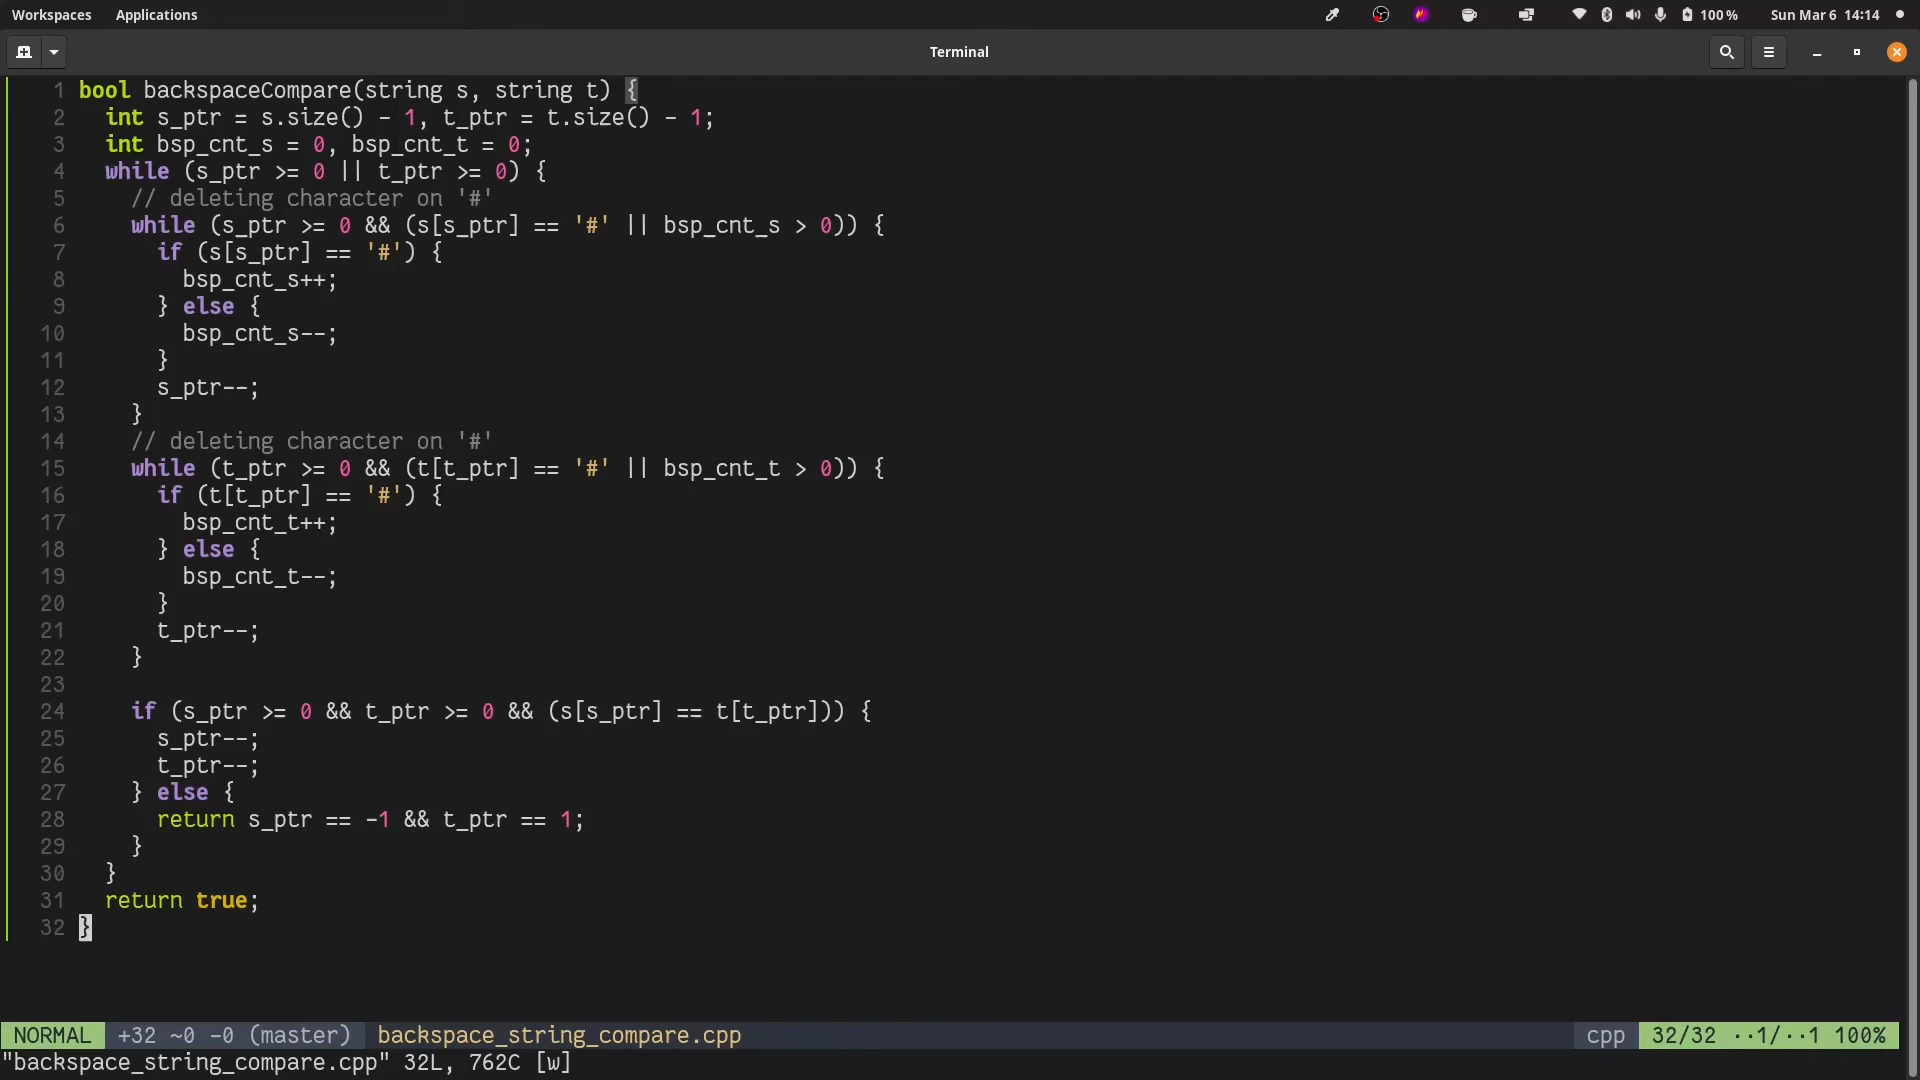 Workspaces Applications 100 % Sun Mar 6 14:14
Terminal
1 bool backspaceCompare(string s, string t) {
2   int s_ptr = s.size() - 1, t_ptr = t.size() - 1;
3   int bsp_cnt_s = 0, bsp_cnt_t = 0;
4   while (s_ptr >= 0 || t_ptr >= 0) {
5     // deleting character on '#'
6     while (s_ptr >= 0 && (s[s_ptr] == '#' || bsp_cnt_s > 0)) {
7       if (s[s_ptr] == '#') {
8         bsp_cnt_s++;
9       } else {
10         bsp_cnt_s--;
11       }
12       s_ptr--;
13     }
14     // deleting character on '#'
15     while (t_ptr >= 0 && (t[t_ptr] == '#' || bsp_cnt_t > 0)) {
16       if (t[t_ptr] == '#') {
17         bsp_cnt_t++;
18       } else {
19         bsp_cnt_t--;
20       }
21       t_ptr--;
22     }
23
24     if (s_ptr >= 0 && t_ptr >= 0 && (s[s_ptr] == t[t_ptr])) {
25       s_ptr--;
26       t_ptr--;
27     } else {
28       return s_ptr == -1 && t_ptr == 1;
29     }
30   }
31   return true;
32 }
NORMAL +32 ~0 -0 (master) backspace_string_compare.cpp cpp 32/32 ··1/··1 100%
"backspace_string_compare.cpp" 32L, 762C [w]